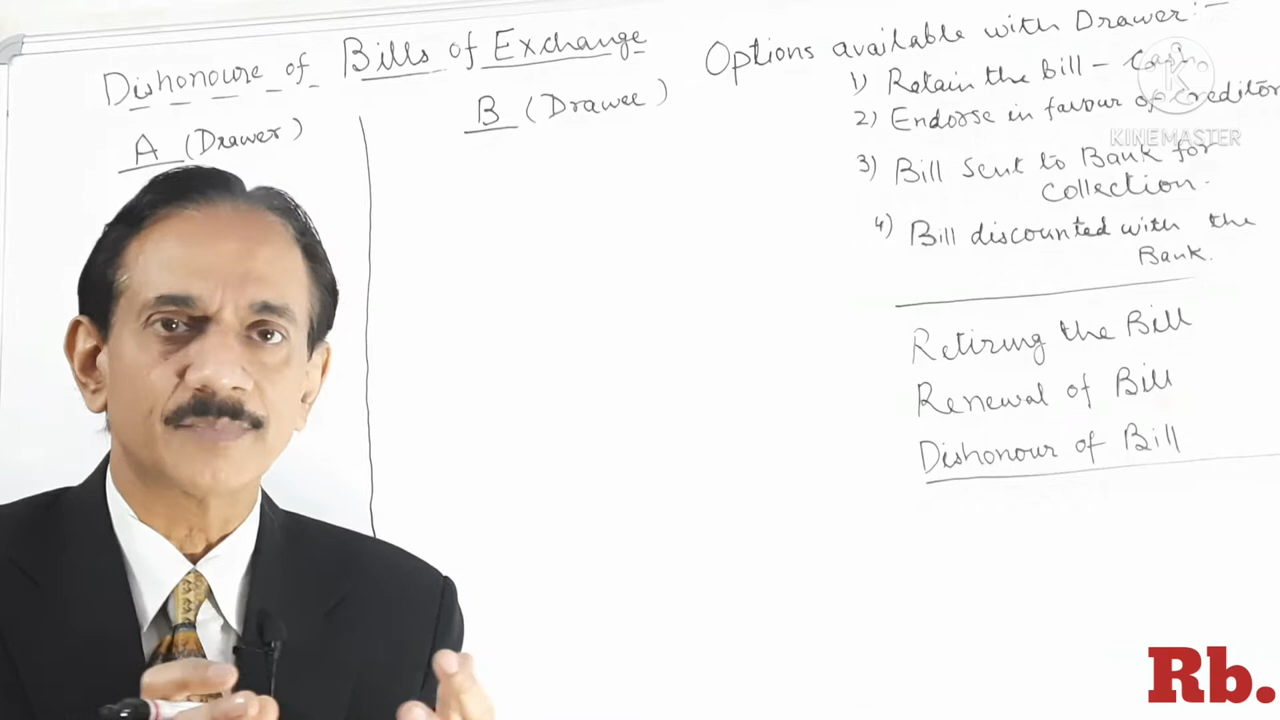 Dishonoure of Bills of Exchange
A (Drawer)
B (Drawee)
Options available with Drawer:-
1) Retain the bill - Cash
2) Endorse in favour of Creditor
KINEMASTER
3) Bill Sent to Bank for
Collection.
4) Bill discounted with the
Bank.
Retiring the Bill
Renewal of Bill
Dishonour of Bill
Rb.